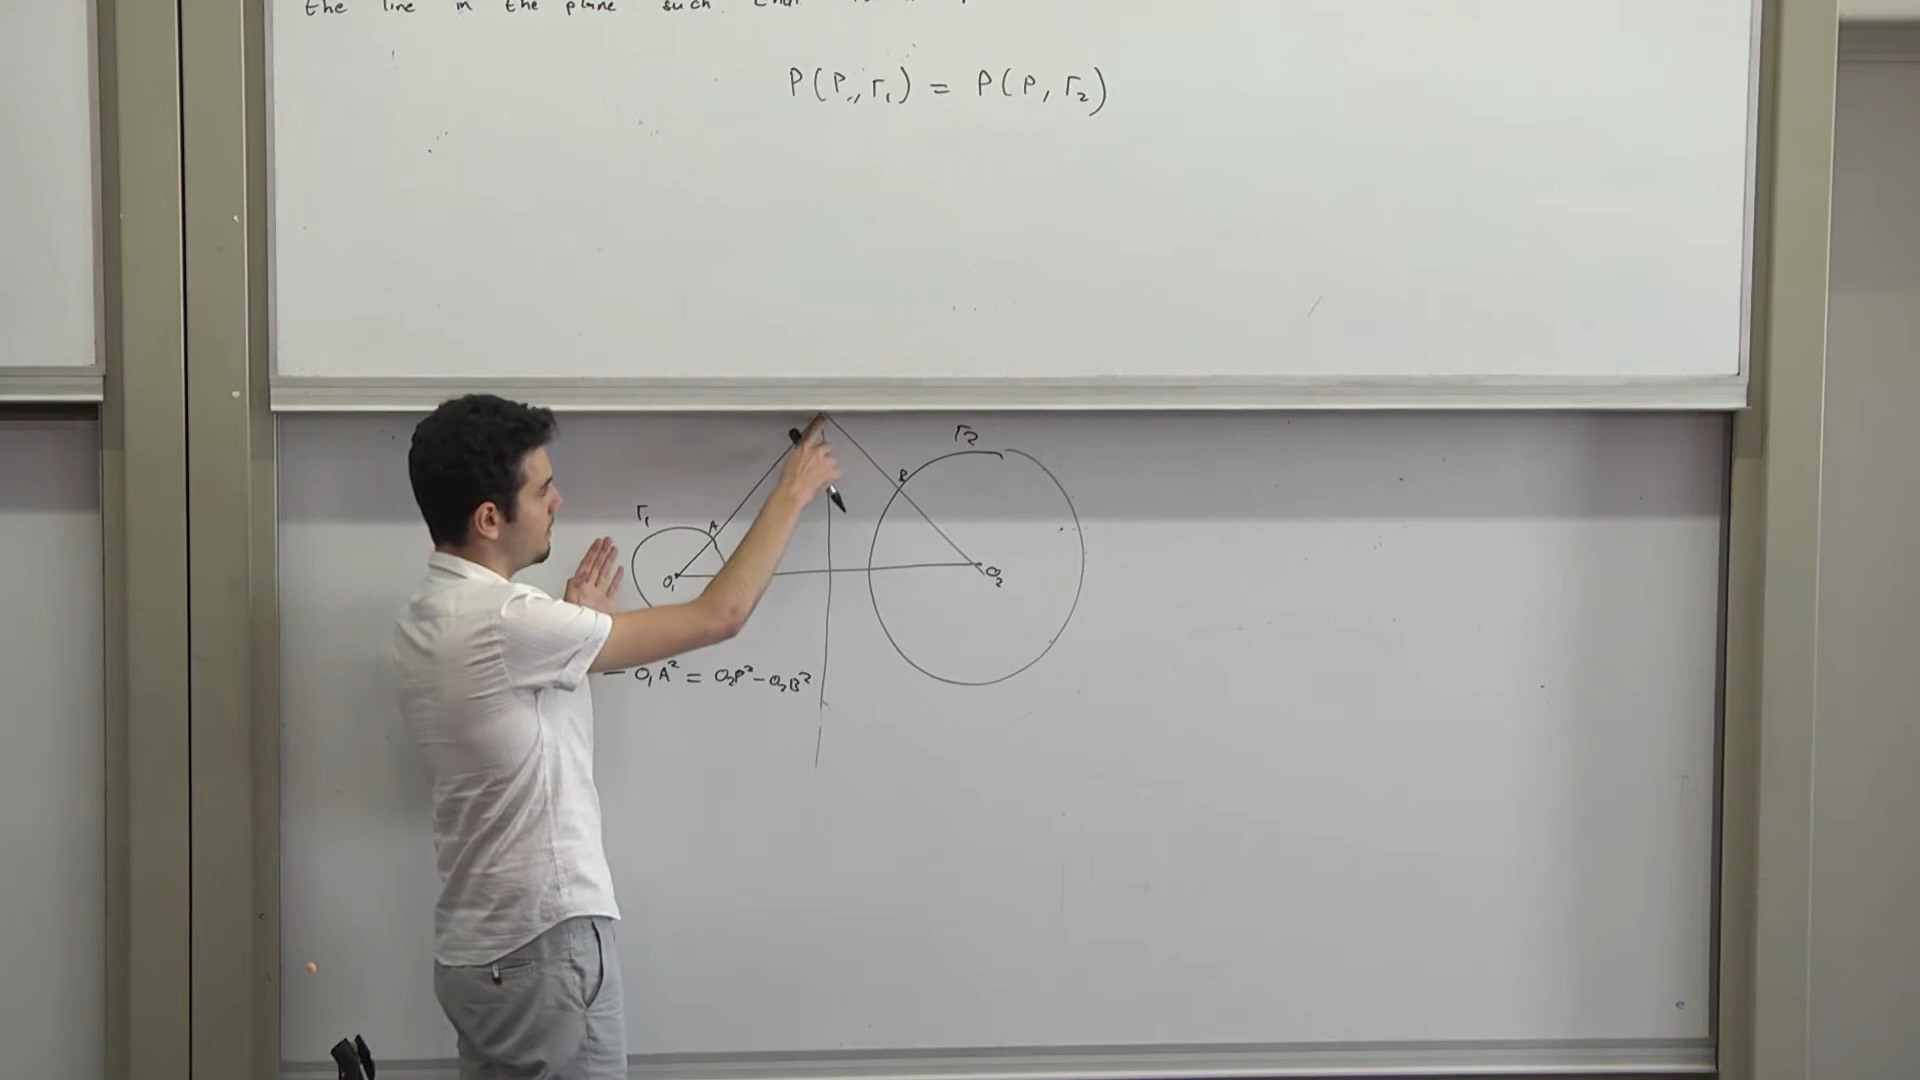 the line in the plane such that
P(P, Γ₁) = P(P, Γ₂)
Γ₂
B
Γ₁
A
O₁
O₂
– O₁A² = O₂P² – O₂B²